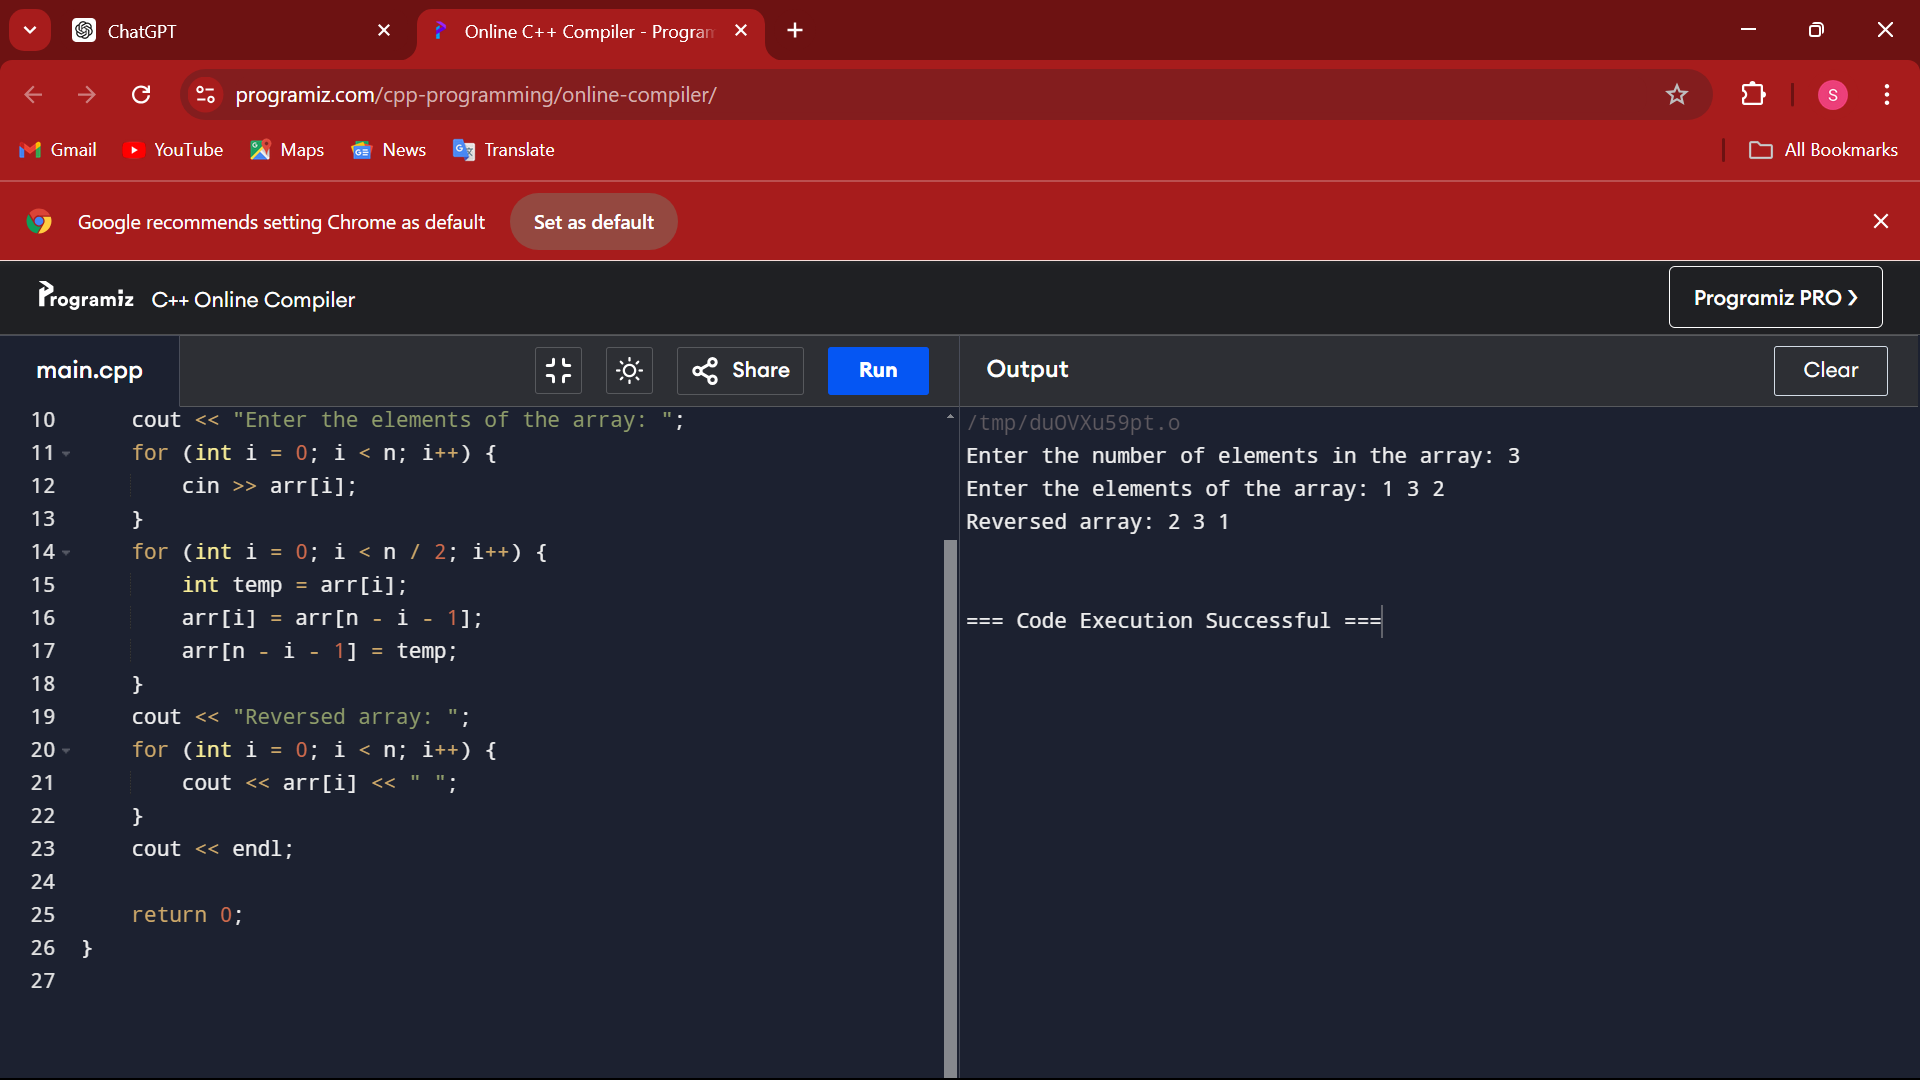 ChatGPT
Online C++ Compiler - Program
programiz.com/cpp-programming/online-compiler/
S
Gmail
YouTube
Maps
News
Translate
All Bookmarks
Google recommends setting Chrome as default
Set as default
Programiz C++ Online Compiler
Programiz PRO
main.cpp
Share
Run
Output
Clear
10 cout << "Enter the elements of the array: ";
11 for (int i = 0; i < n; i++) {
12 cin >> arr[i];
13 }
14 for (int i = 0; i < n / 2; i++) {
15 int temp = arr[i];
16 arr[i] = arr[n - i - 1];
17 arr[n - i - 1] = temp;
18 }
19 cout << "Reversed array: ";
20 for (int i = 0; i < n; i++) {
21 cout << arr[i] << " ";
22 }
23 cout << endl;
24
25 return 0;
26 }
27
/tmp/duOVXu59pt.o
Enter the number of elements in the array: 3
Enter the elements of the array: 1 3 2
Reversed array: 2 3 1
=== Code Execution Successful ===